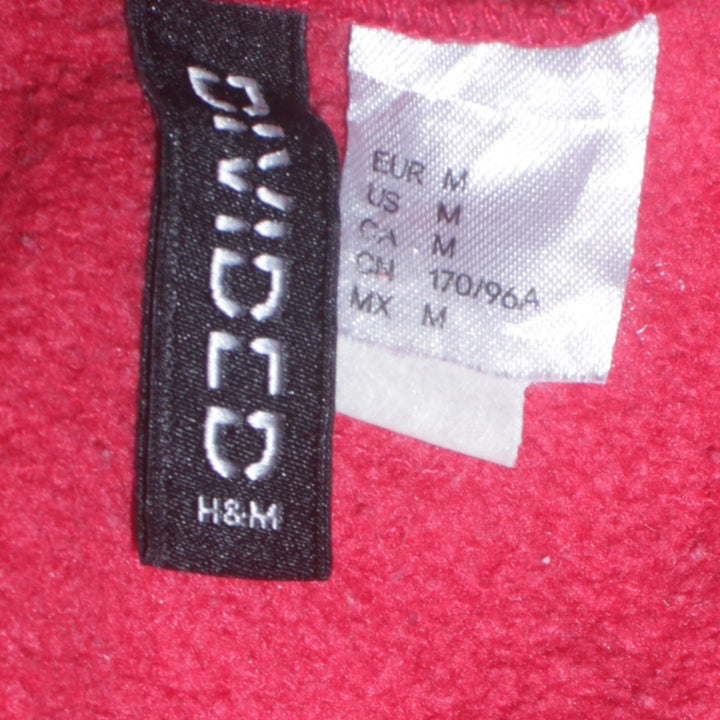 DIVIDED
H&M
EUR M
US M
CA M
CN 170/96A
MX M